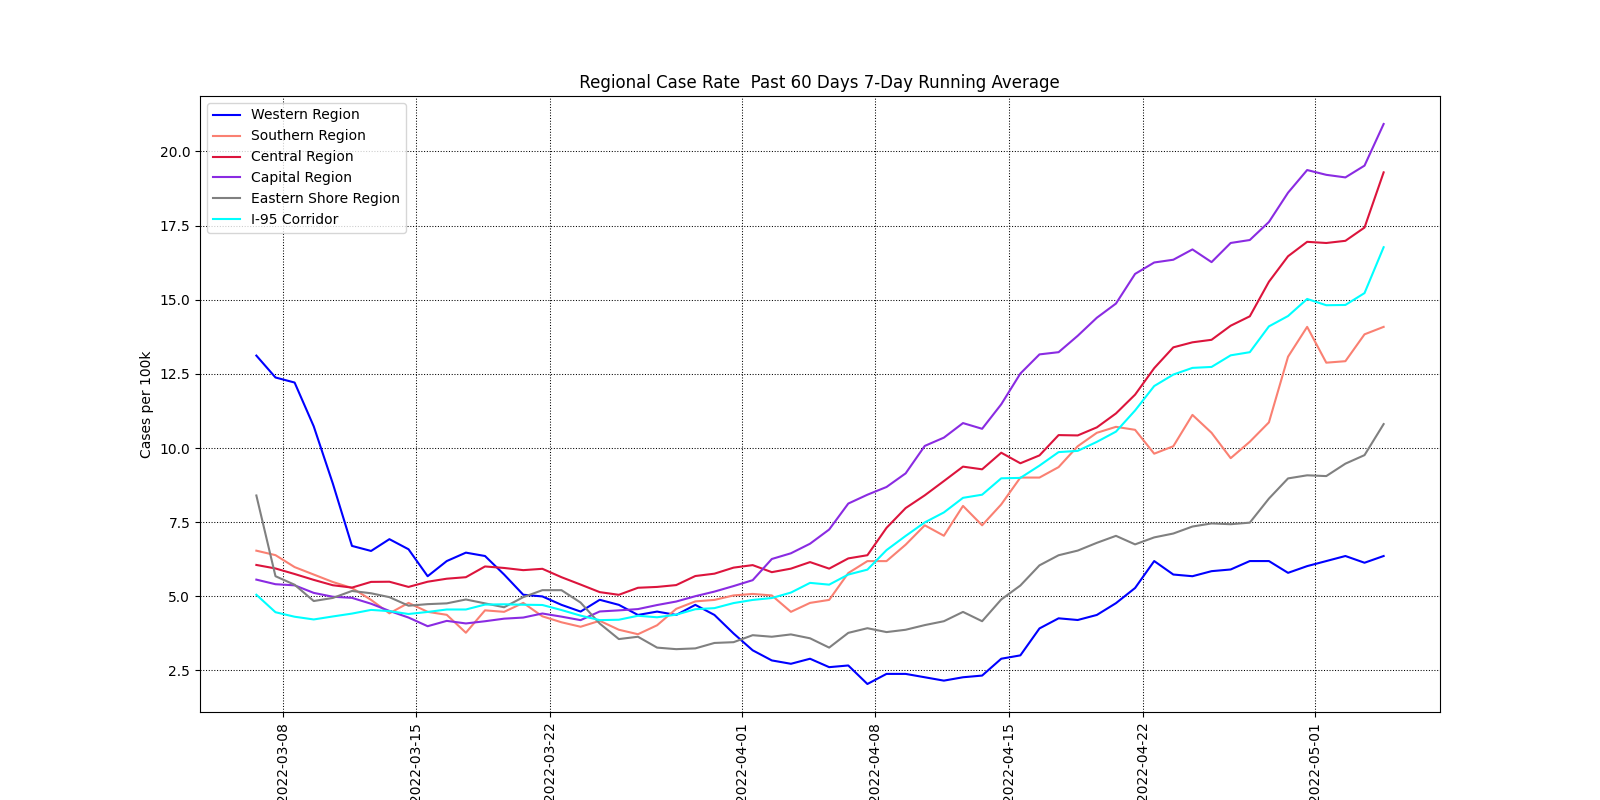 Regional Case Rate  Past 60 Days 7-Day Running Average
Western Region
Southern Region
Central Region
Capital Region
Eastern Shore Region
I-95 Corridor
Cases per 100k
20.0
17.5
15.0
12.5
10.0
7.5
5.0
2.5
2022-03-08
2022-03-15
2022-03-22
2022-04-01
2022-04-08
2022-04-15
2022-04-22
2022-05-01